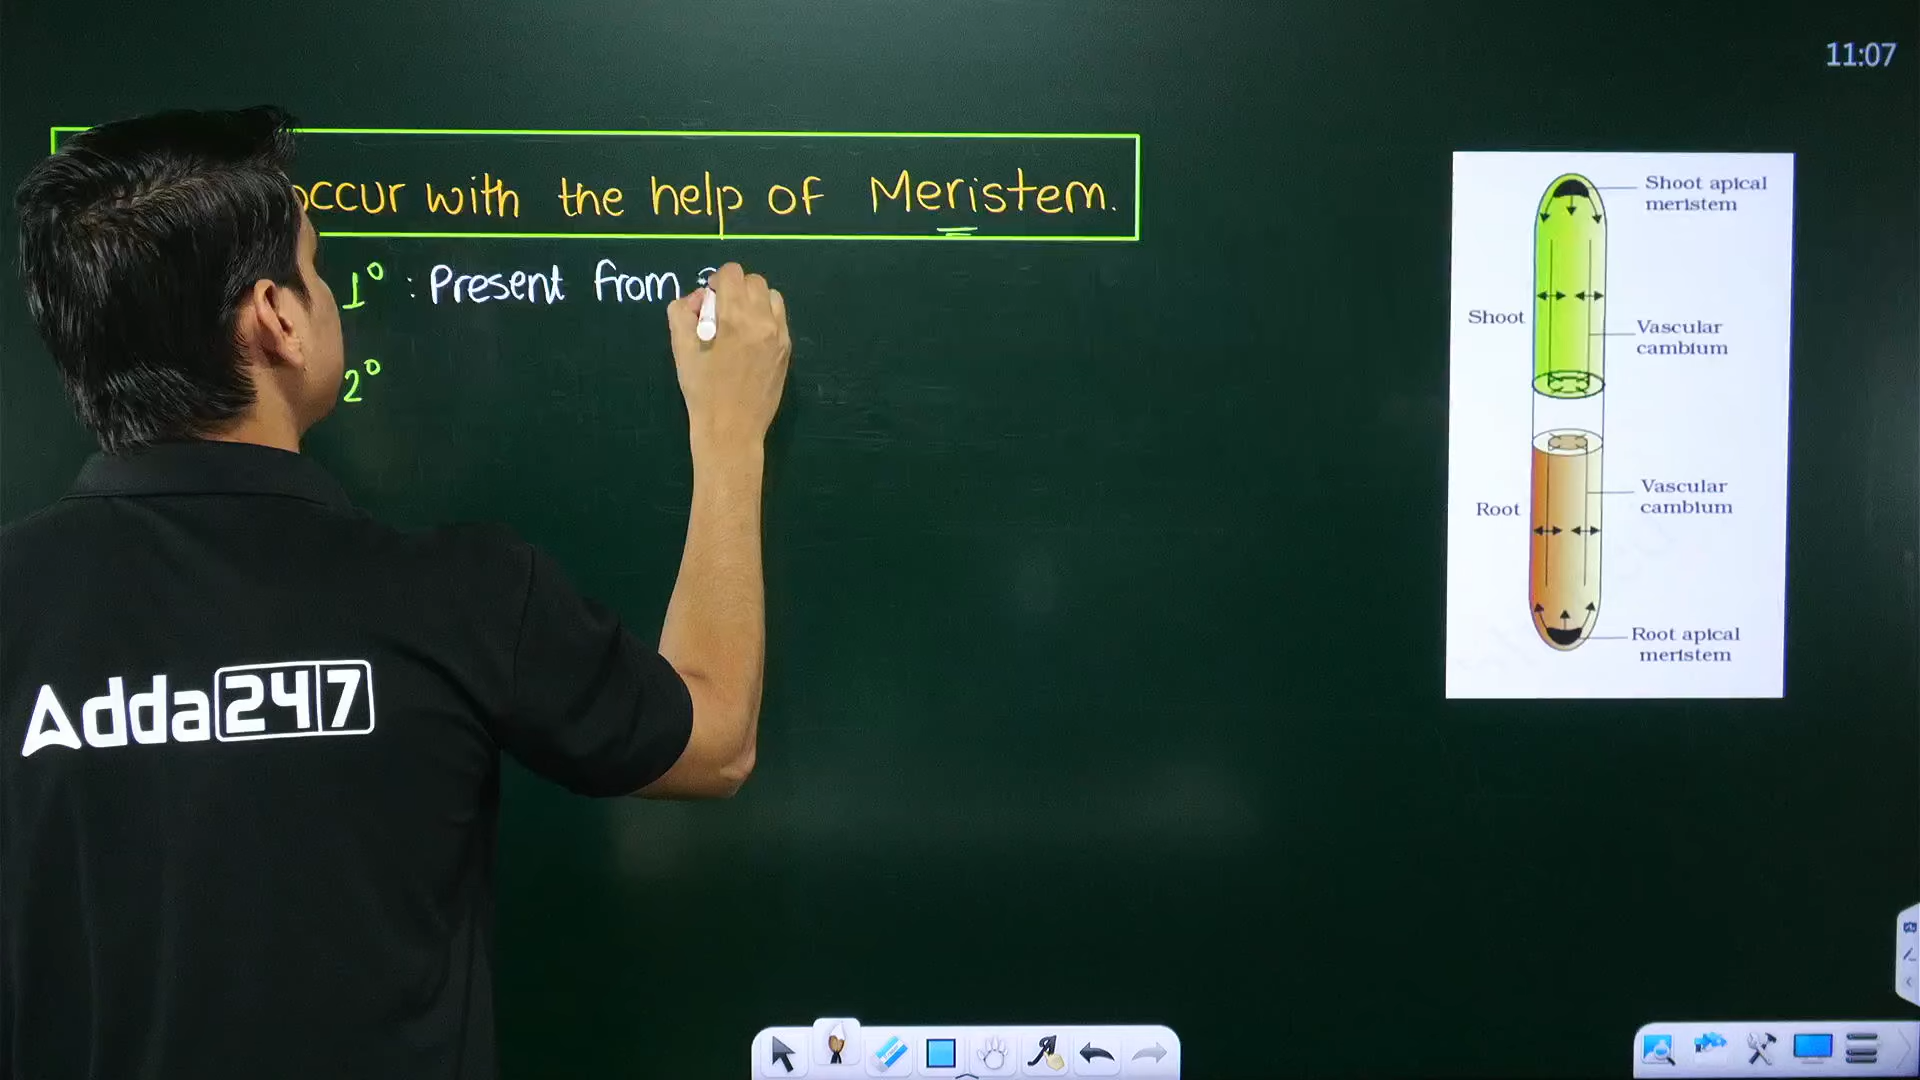 11:07
occur with the help of Meristem.
1° : Present from
2°
Shoot apical
meristem
Shoot
Vascular
cambium
Root
Vascular
cambium
Root apical
meristem
Adda247